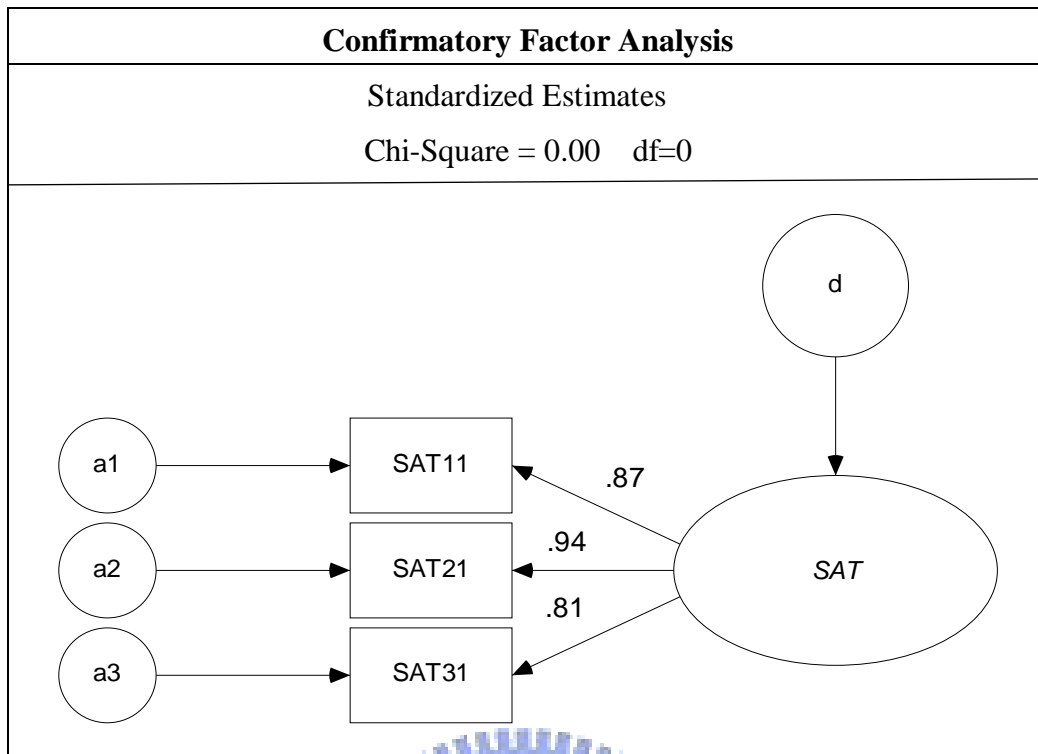 Confirmatory Factor Analysis
Standardized Estimates
Chi-Square = 0.00 df=0
d
a1
SAT11
.87
a2
SAT21
.94
SAT
.81
a3
SAT31